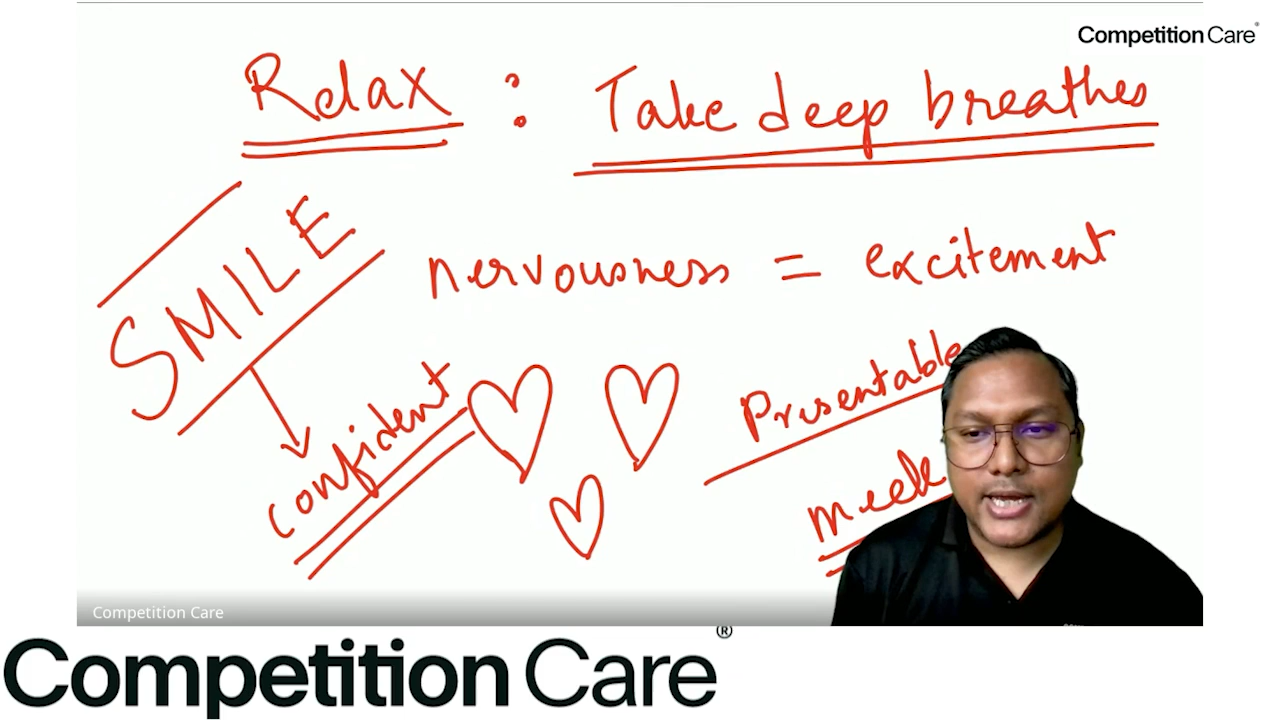 Competition Care®
Relax : Take deep breathes
SMILE
nervousness = excitement
confident
Presentable
Competition Care
Competition Care®